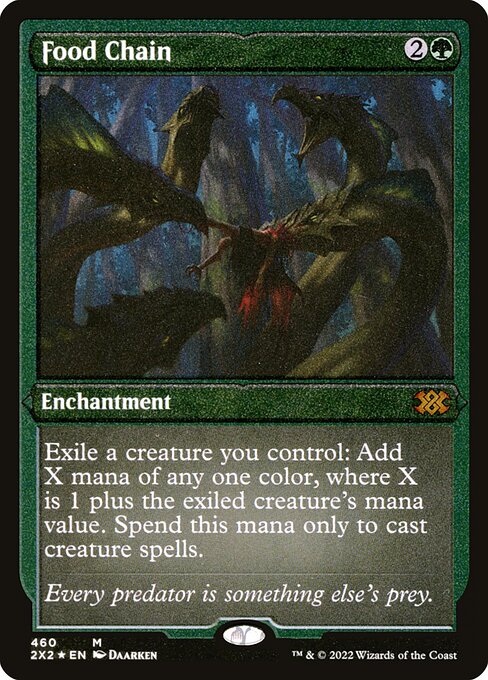 Food Chain 2
Enchantment
Exile a creature you control: Add
X mana of any one color, where X
is 1 plus the exiled creature's mana
value. Spend this mana only to cast
creature spells.
Every predator is something else's prey.
460 M
2X2★EN DAARKEN
™ & © 2022 Wizards of the Coast